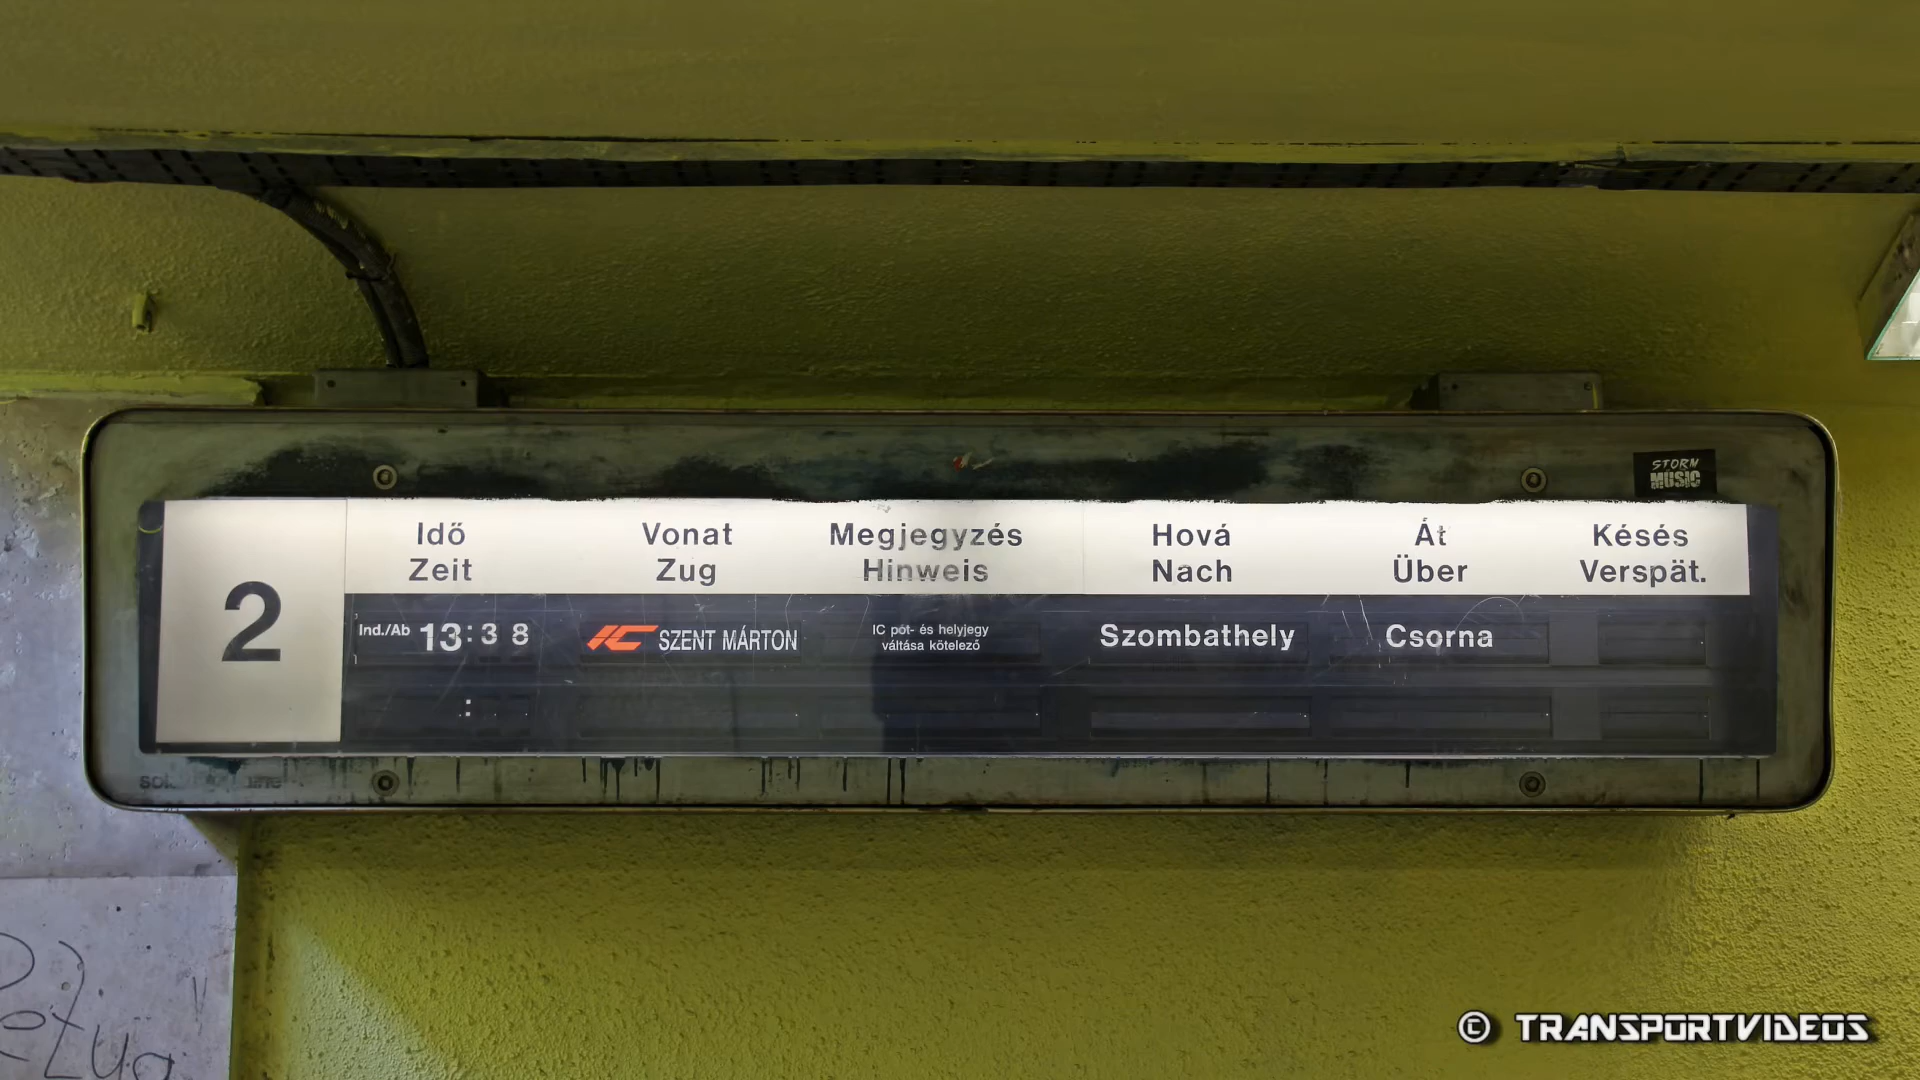 STORN
MUSIC
2
Idő Vonat Megjegyzés Hová Át Késés
Zeit Zug Hinweis Nach Über Verspät.
Ind./Ab 13:38 IC SZENT MÁRTON IC pót- és helyjegy Szombathely Csorna
váltása kötelező
:
© TRANSPORTVIDEOS